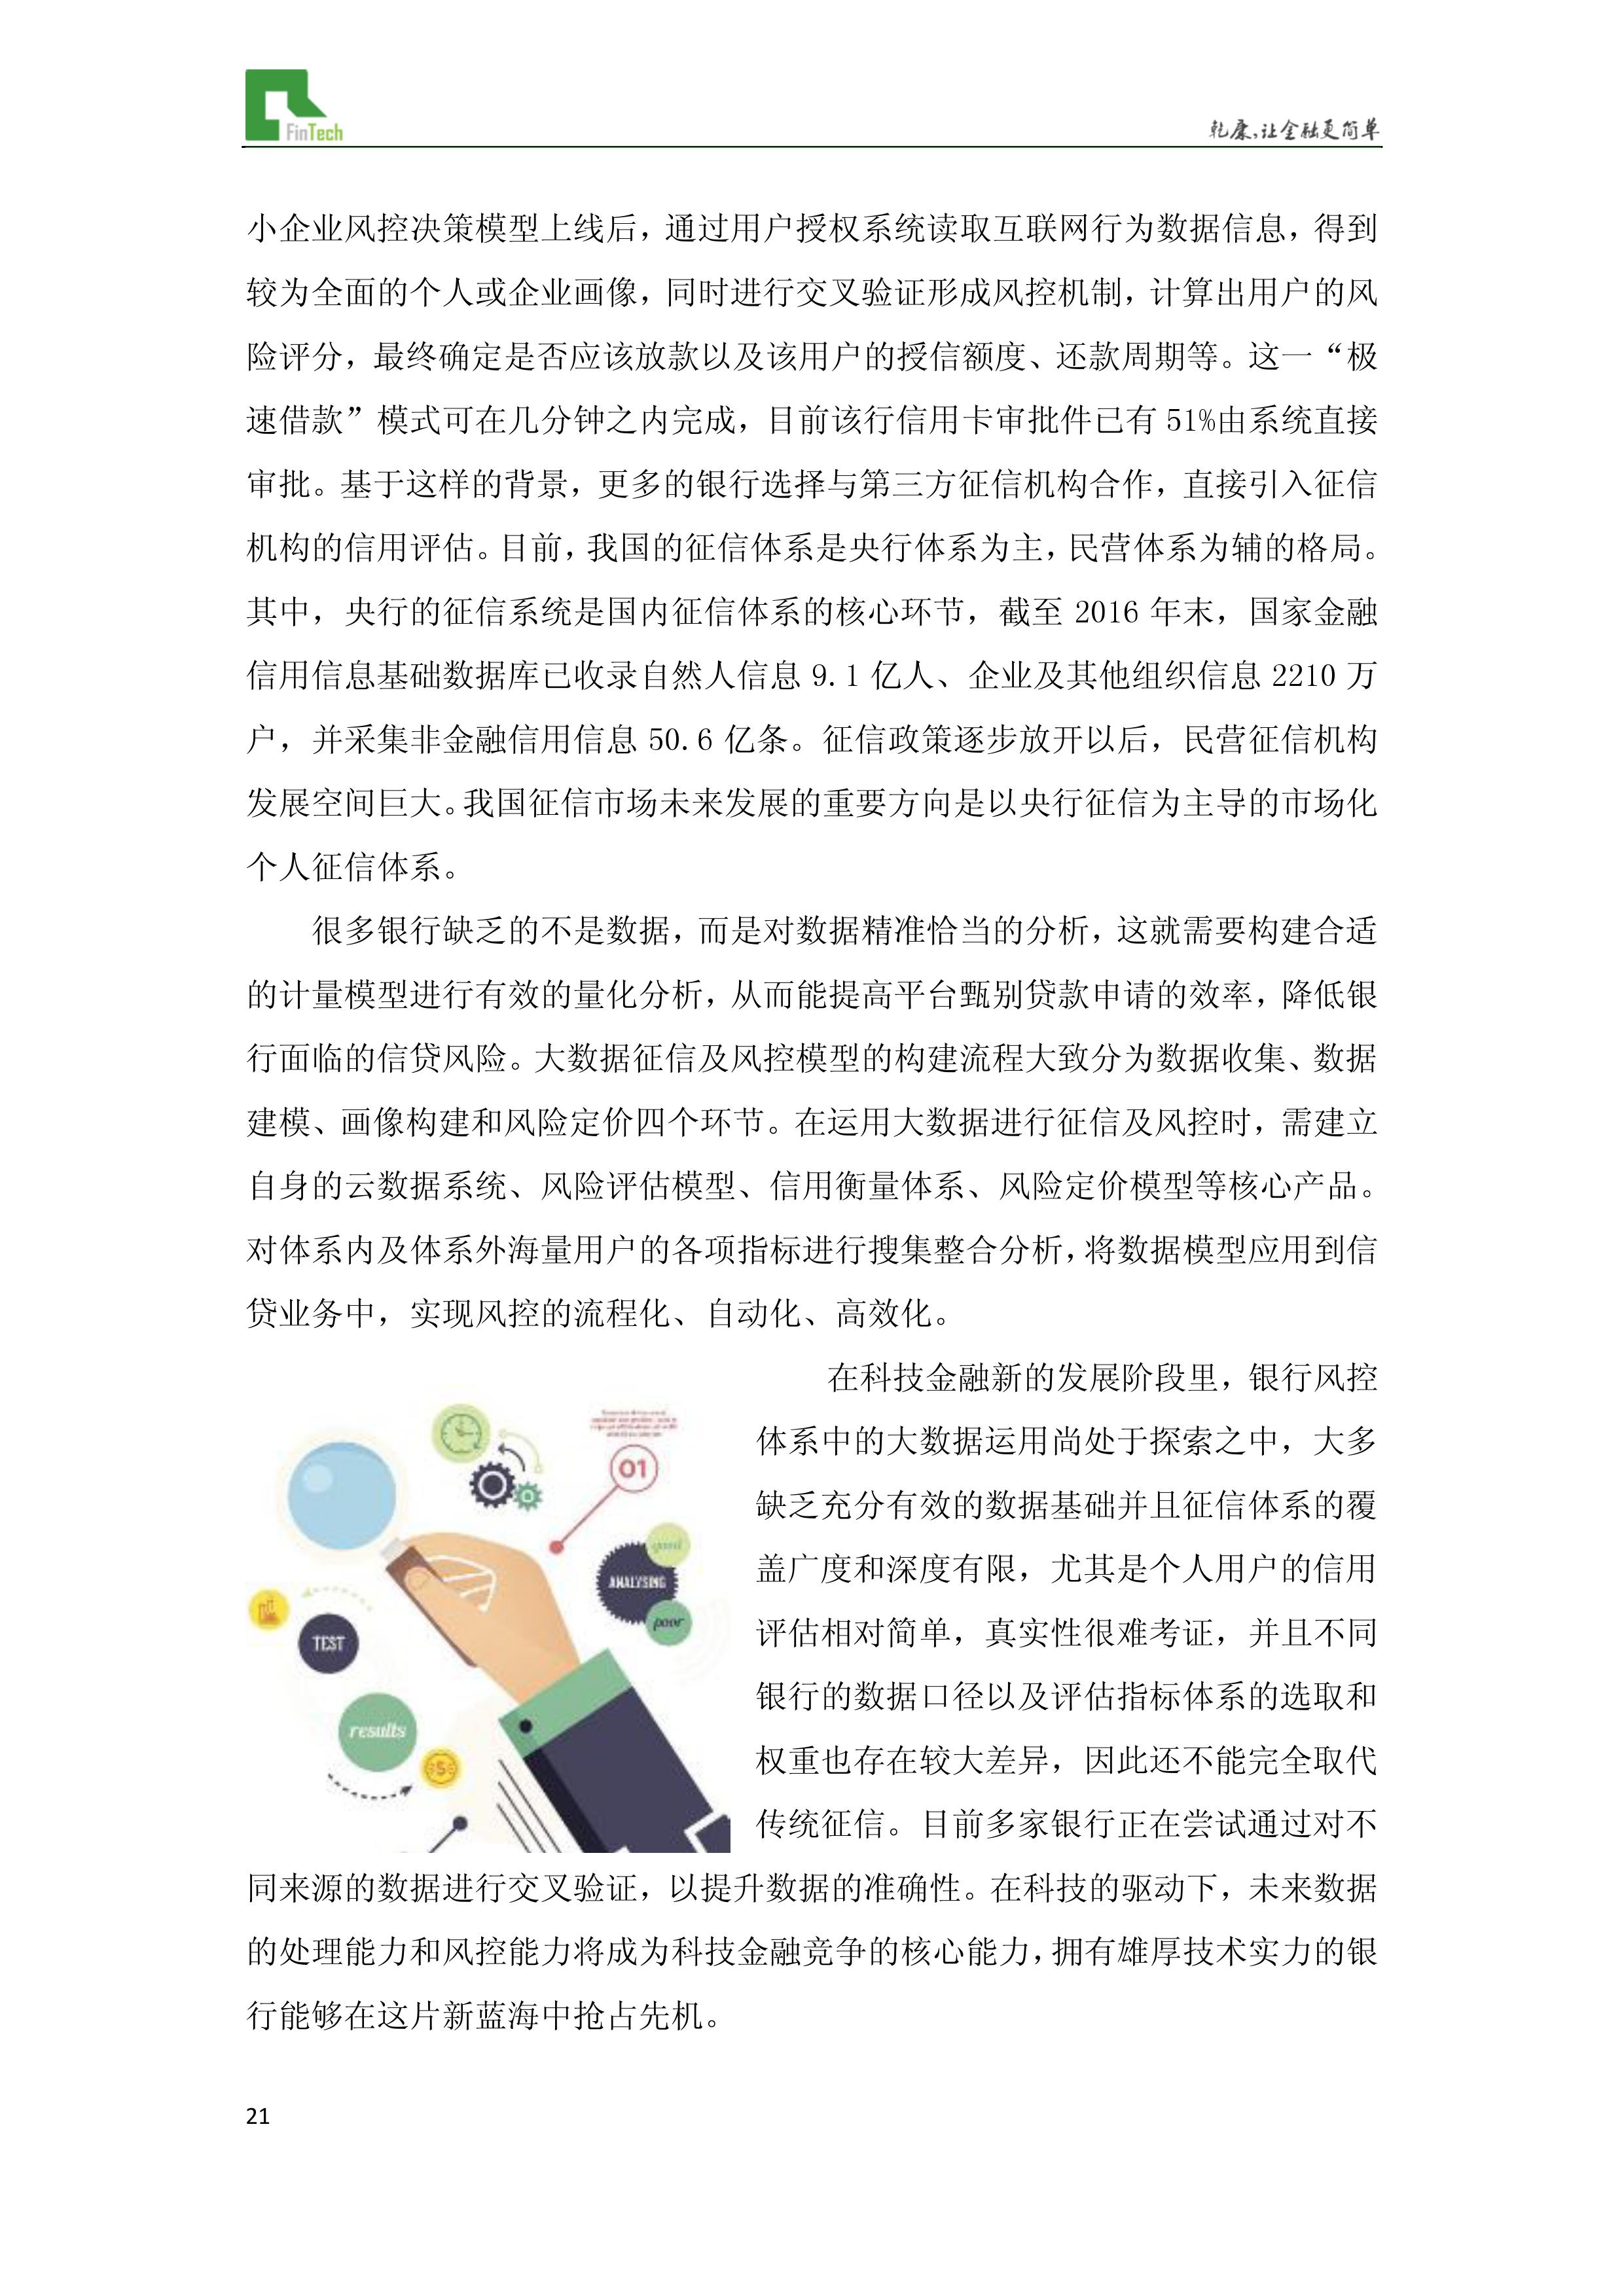 FinTech
乾康,让金融更简单
小企业风控决策模型上线后，通过用户授权系统读取互联网行为数据信息，得到
较为全面的个人或企业画像，同时进行交叉验证形成风控机制，计算出用户的风
险评分，最终确定是否应该放款以及该用户的授信额度、还款周期等。这一“极
速借款”模式可在几分钟之内完成，目前该行信用卡审批件已有 51%由系统直接
审批。基于这样的背景，更多的银行选择与第三方征信机构合作，直接引入征信
机构的信用评估。目前，我国的征信体系是央行体系为主，民营体系为辅的格局。
其中，央行的征信系统是国内征信体系的核心环节，截至 2016 年末，国家金融
信用信息基础数据库已收录自然人信息 9.1 亿人、企业及其他组织信息 2210 万
户，并采集非金融信用信息 50.6 亿条。征信政策逐步放开以后，民营征信机构
发展空间巨大。我国征信市场未来发展的重要方向是以央行征信为主导的市场化
个人征信体系。
很多银行缺乏的不是数据，而是对数据精准恰当的分析，这就需要构建合适
的计量模型进行有效的量化分析，从而能提高平台甄别贷款申请的效率，降低银
行面临的信贷风险。大数据征信及风控模型的构建流程大致分为数据收集、数据
建模、画像构建和风险定价四个环节。在运用大数据进行征信及风控时，需建立
自身的云数据系统、风险评估模型、信用衡量体系、风险定价模型等核心产品。
对体系内及体系外海量用户的各项指标进行搜集整合分析，将数据模型应用到信
贷业务中，实现风控的流程化、自动化、高效化。
在科技金融新的发展阶段里，银行风控
体系中的大数据运用尚处于探索之中，大多
缺乏充分有效的数据基础并且征信体系的覆
盖广度和深度有限，尤其是个人用户的信用
评估相对简单，真实性很难考证，并且不同
银行的数据口径以及评估指标体系的选取和
权重也存在较大差异，因此还不能完全取代
传统征信。目前多家银行正在尝试通过对不
同来源的数据进行交叉验证，以提升数据的准确性。在科技的驱动下，未来数据
的处理能力和风控能力将成为科技金融竞争的核心能力，拥有雄厚技术实力的银
行能够在这片新蓝海中抢占先机。
01
good
ANALYSING
poor
TEST
results
$
21